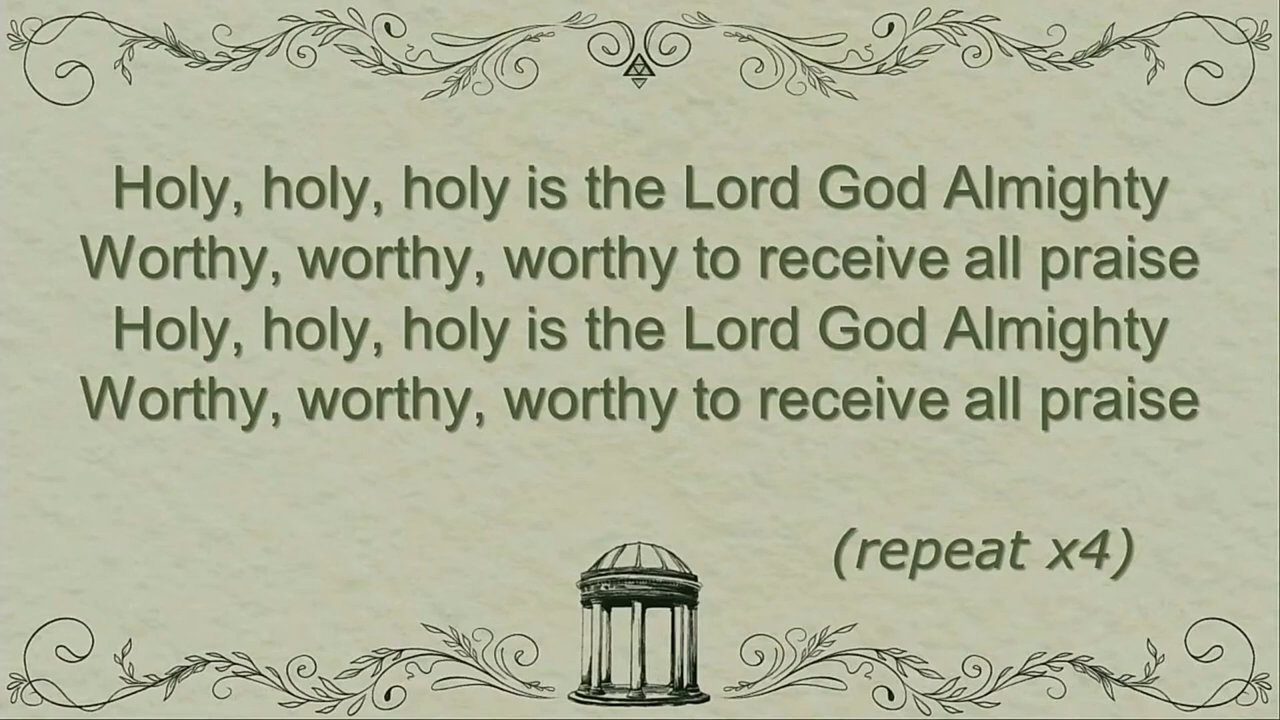 Holy, holy, holy is the Lord God Almighty
Worthy, worthy, worthy to receive all praise
Holy, holy, holy is the Lord God Almighty
Worthy, worthy, worthy to receive all praise
(repeat x4)